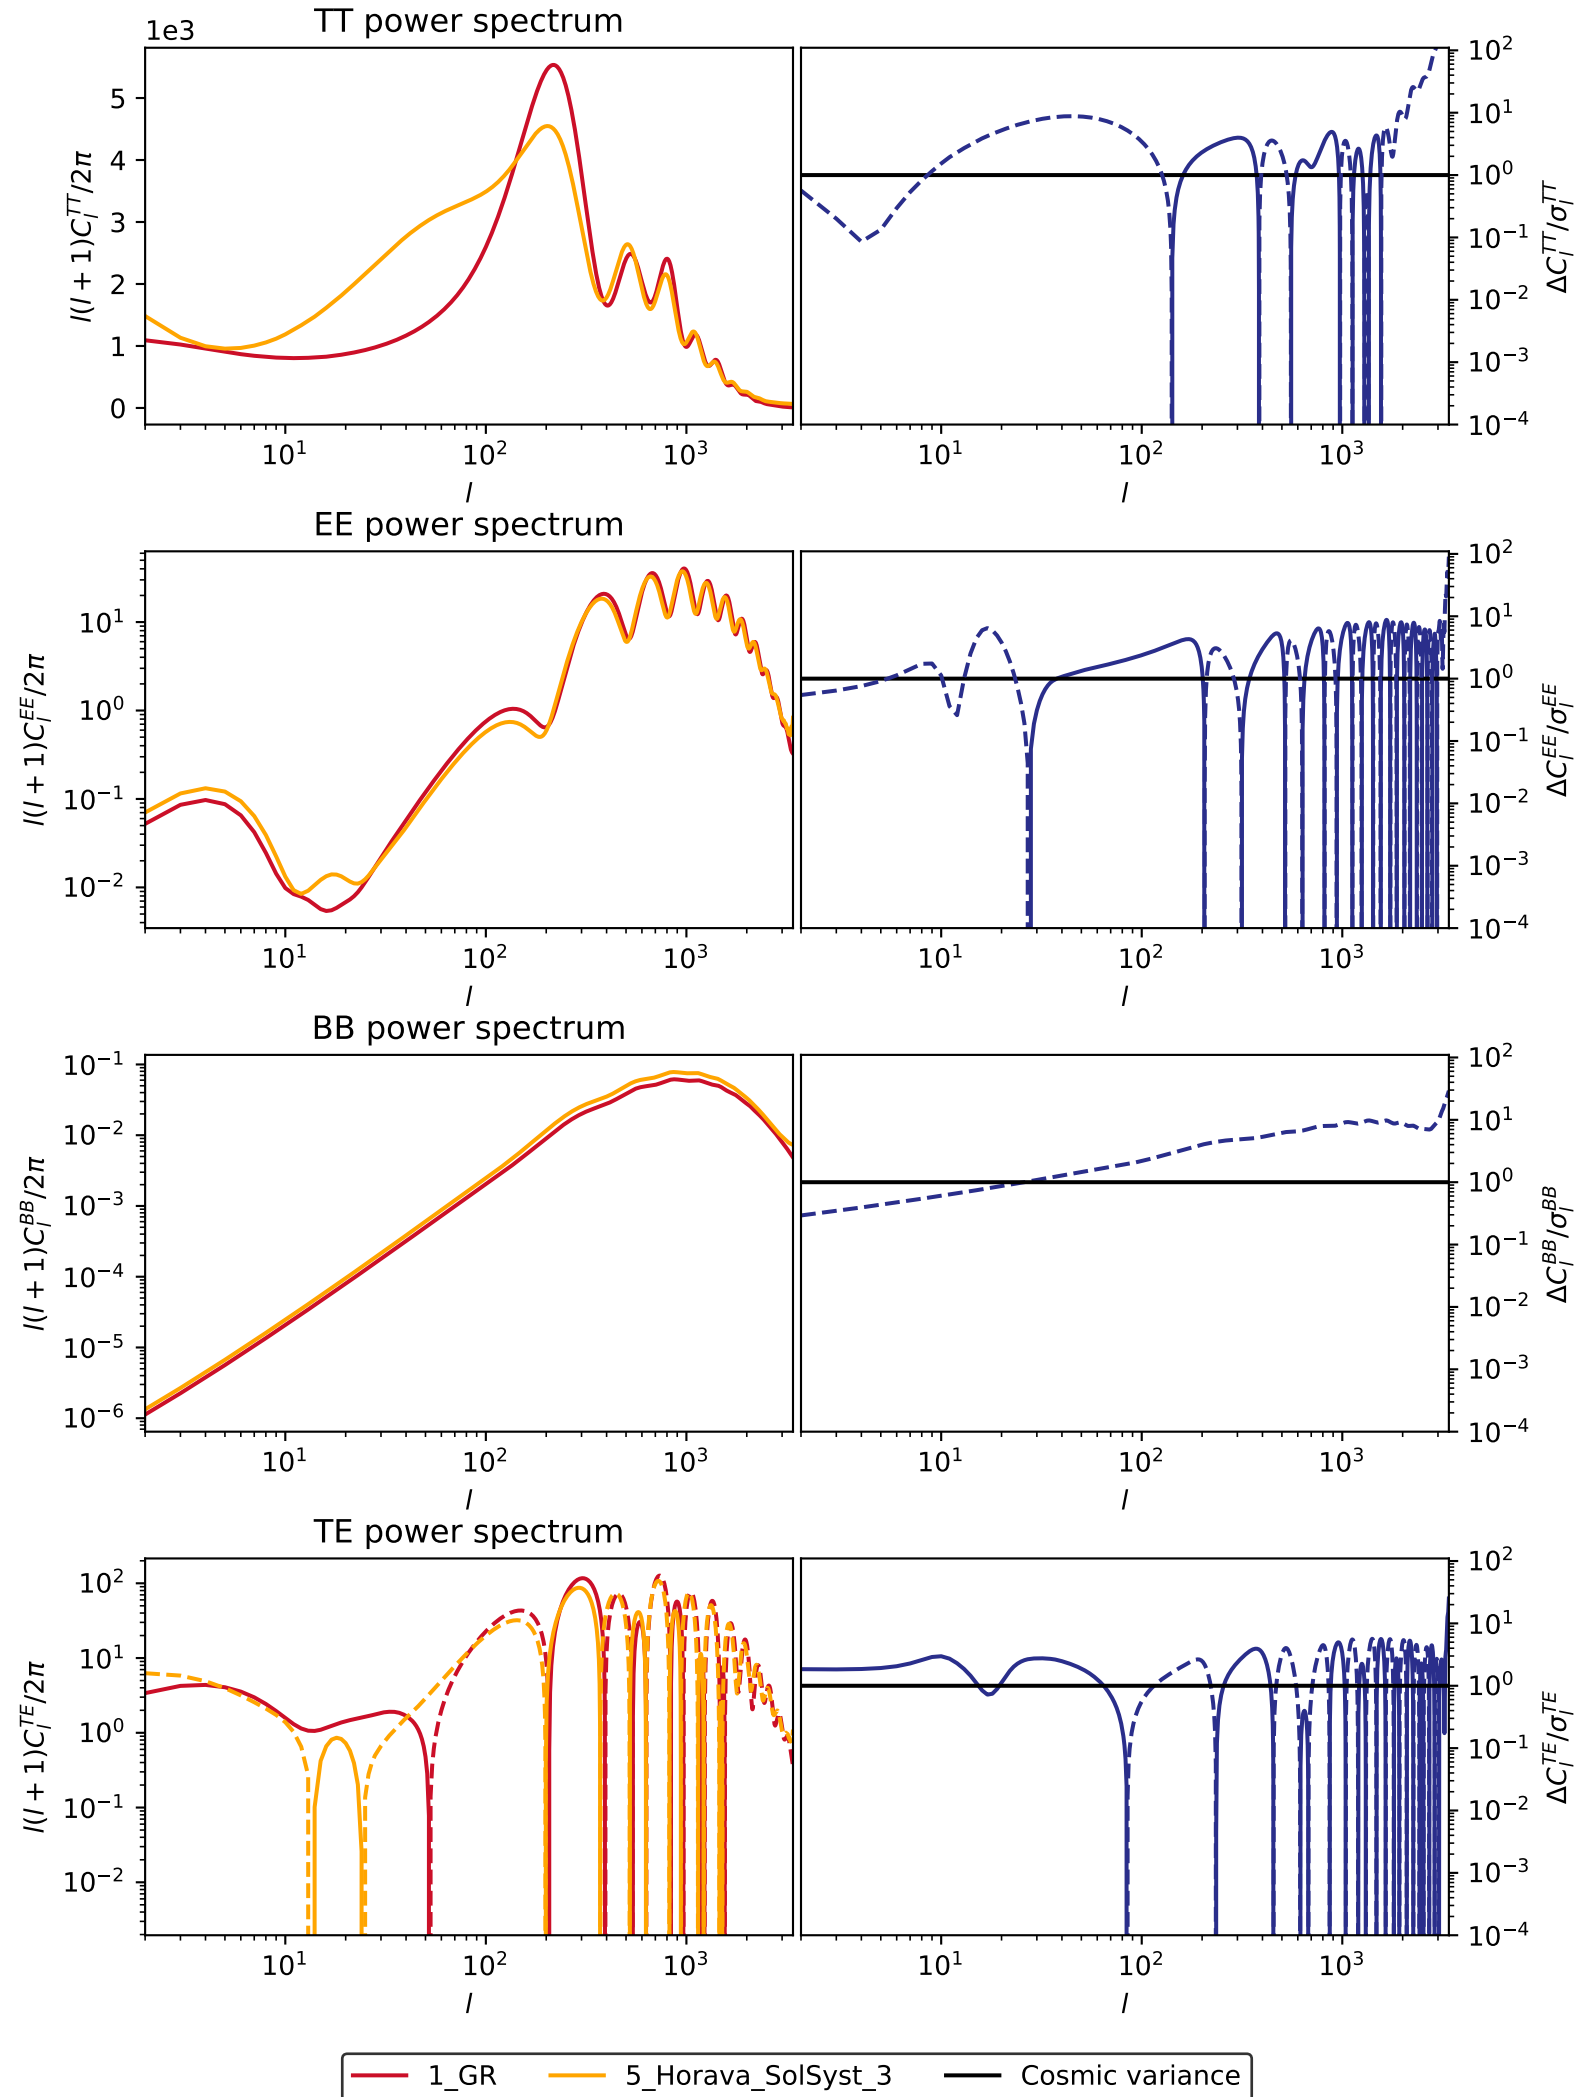 TT power spectrum
1e3
5
4
3
2
1
0
l(l + 1)C_l^{TT}/2π
10^1 10^2 10^3
l
10^2
10^1
10^0
10^{-1}
10^{-2}
10^{-3}
10^{-4}
ΔC_l^{TT}/σ_l^{TT}
10^1 10^2 10^3
l
EE power spectrum
10^1
10^0
10^{-1}
10^{-2}
l(l + 1)C_l^{EE}/2π
10^1 10^2 10^3
l
10^2
10^1
10^0
10^{-1}
10^{-2}
10^{-3}
10^{-4}
ΔC_l^{EE}/σ_l^{EE}
10^1 10^2 10^3
l
BB power spectrum
10^{-1}
10^{-2}
10^{-3}
10^{-4}
10^{-5}
10^{-6}
l(l + 1)C_l^{BB}/2π
10^1 10^2 10^3
l
10^2
10^1
10^0
10^{-1}
10^{-2}
10^{-3}
10^{-4}
ΔC_l^{BB}/σ_l^{BB}
10^1 10^2 10^3
l
TE power spectrum
10^2
10^1
10^0
10^{-1}
10^{-2}
l(l + 1)C_l^{TE}/2π
10^1 10^2 10^3
l
10^2
10^1
10^0
10^{-1}
10^{-2}
10^{-3}
10^{-4}
ΔC_l^{TE}/σ_l^{TE}
10^1 10^2 10^3
l
1_GR 5_Horava_SolSyst_3 Cosmic variance